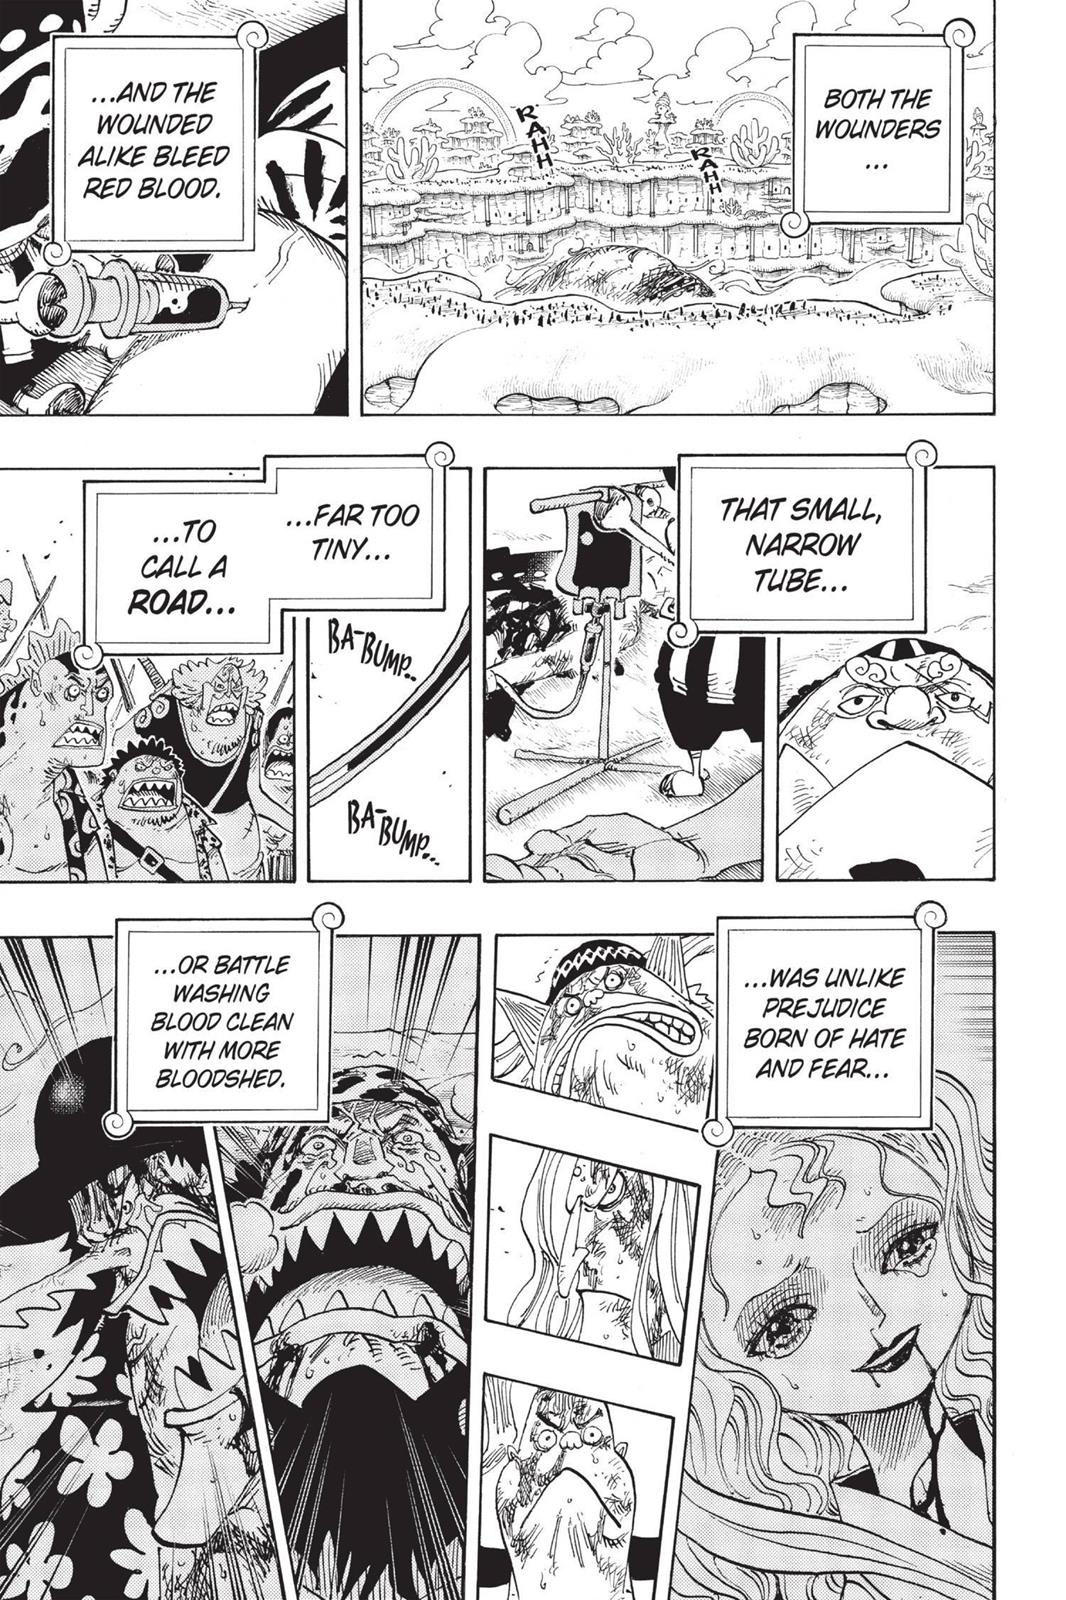 BOTH THE
WOUNDERS
...
RAHH!
RAHH
...AND THE
WOUNDED
ALIKE BLEED
RED BLOOD.
THAT SMALL,
NARROW
TUBE...
...FAR TOO
TINY...
BA-
BUMP...
BA-
BUMP...
...TO
CALL A
ROAD...
...WAS UNLIKE
PREJUDICE
BORN OF HATE
AND FEAR...
...OR BATTLE
WASHING
BLOOD CLEAN
WITH MORE
BLOODSHED.